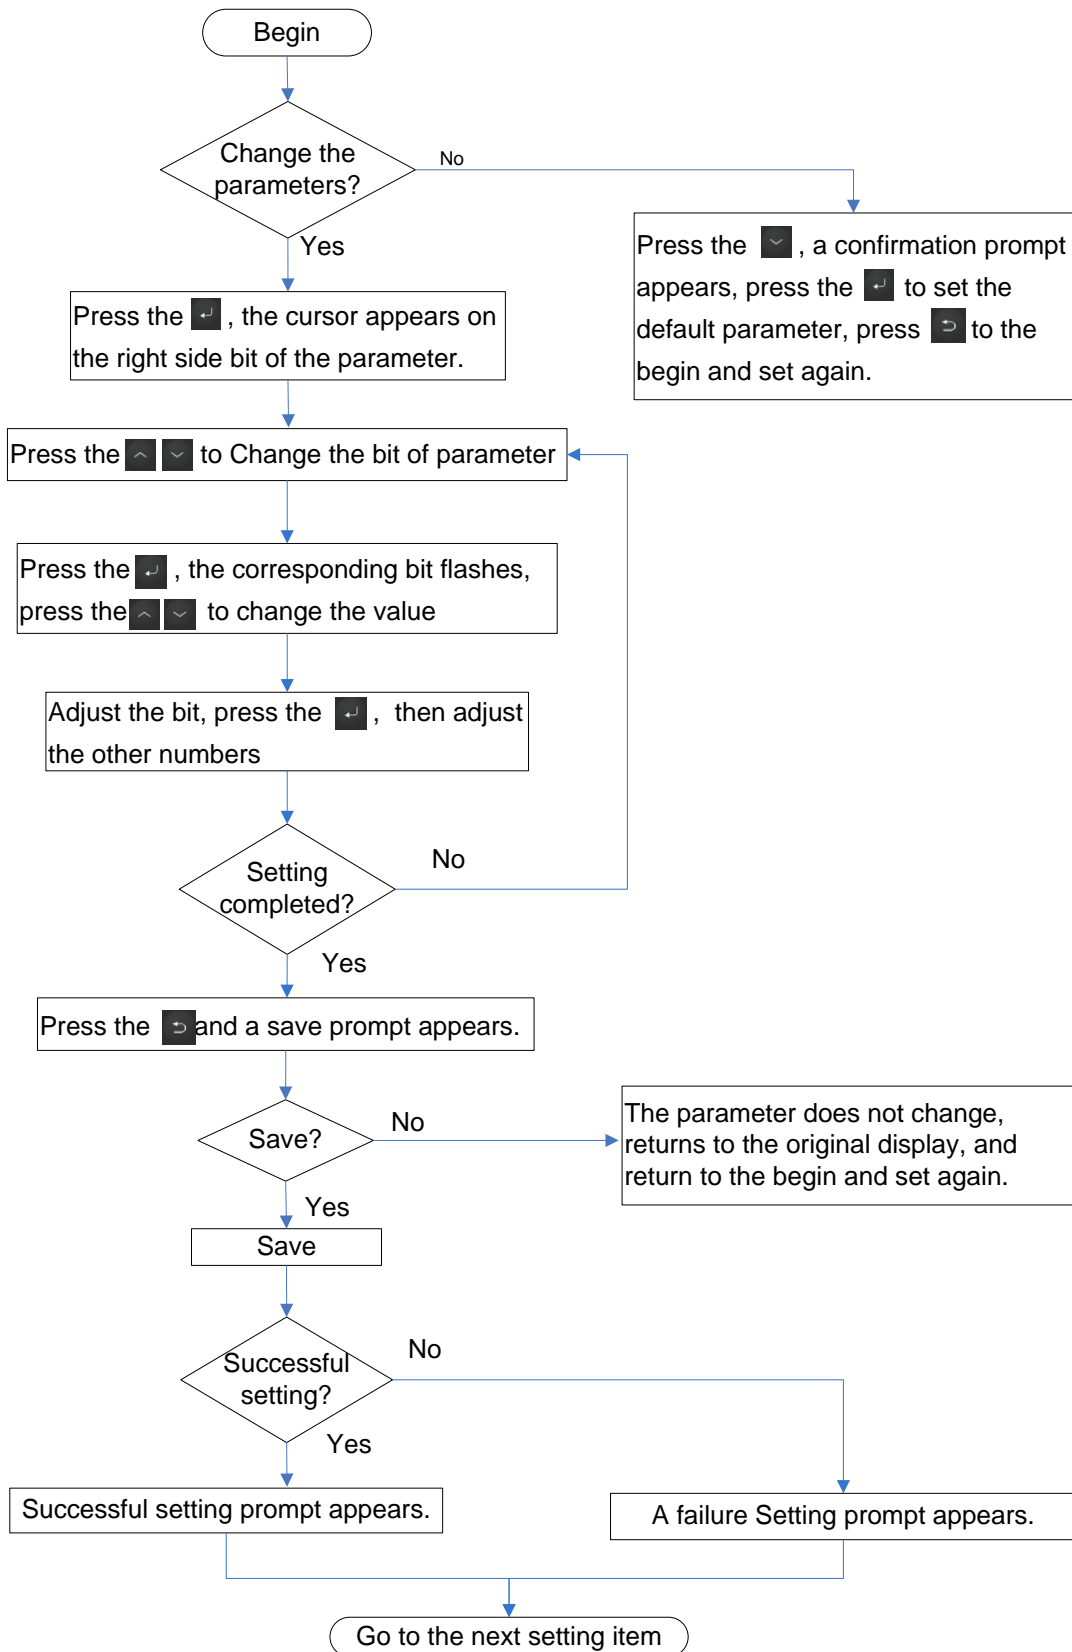 Begin
Change the
parameters?
No
Yes
Press the , a confirmation prompt
appears, press the to set the
default parameter, press to the
begin and set again.
Press the , the cursor appears on
the right side bit of the parameter.
Press the to Change the bit of parameter
Press the , the corresponding bit flashes,
press the to change the value
Adjust the bit, press the , then adjust
the other numbers
Setting
completed?
No
Yes
Press the and a save prompt appears.
Save?
No
The parameter does not change,
returns to the original display, and
return to the begin and set again.
Yes
Save
Successful
setting?
No
Yes
Successful setting prompt appears.
A failure Setting prompt appears.
Go to the next setting item